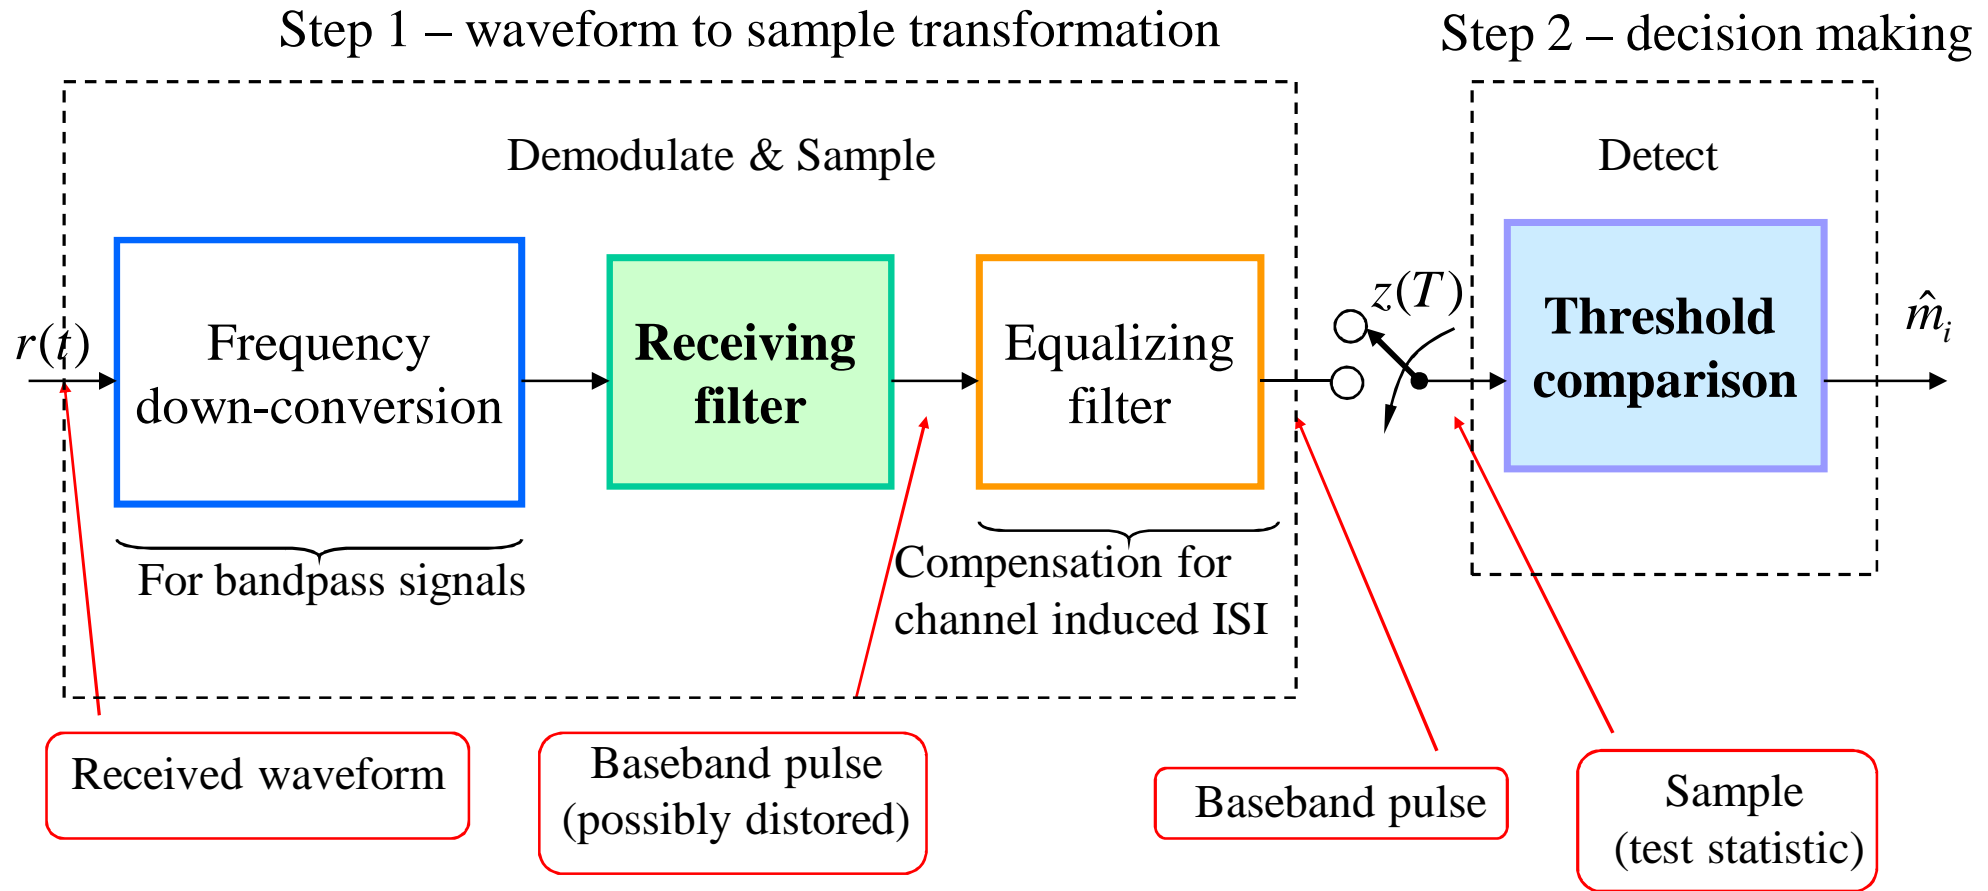 Step 1 – waveform to sample transformation
Step 2 – decision making
Demodulate & Sample
Detect
r(t)
Frequency
down-conversion
Receiving
filter
Equalizing
filter
z(T)
Threshold
comparison
m̂ᵢ
For bandpass signals
Compensation for
channel induced ISI
Received waveform
Baseband pulse
(possibly distored)
Baseband pulse
Sample
(test statistic)